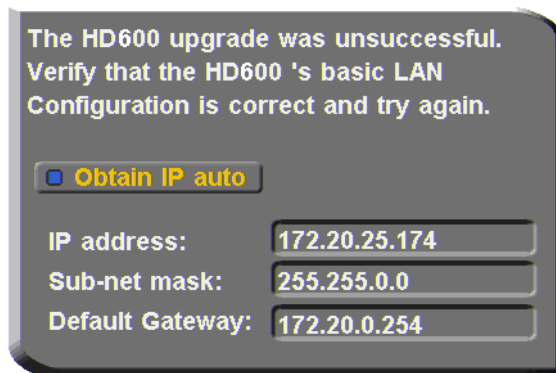 The HD600 upgrade was unsuccessful.
Verify that the HD600 's basic LAN
Configuration is correct and try again.
Obtain IP auto
IP address: 172.20.25.174
Sub-net mask: 255.255.0.0
Default Gateway: 172.20.0.254